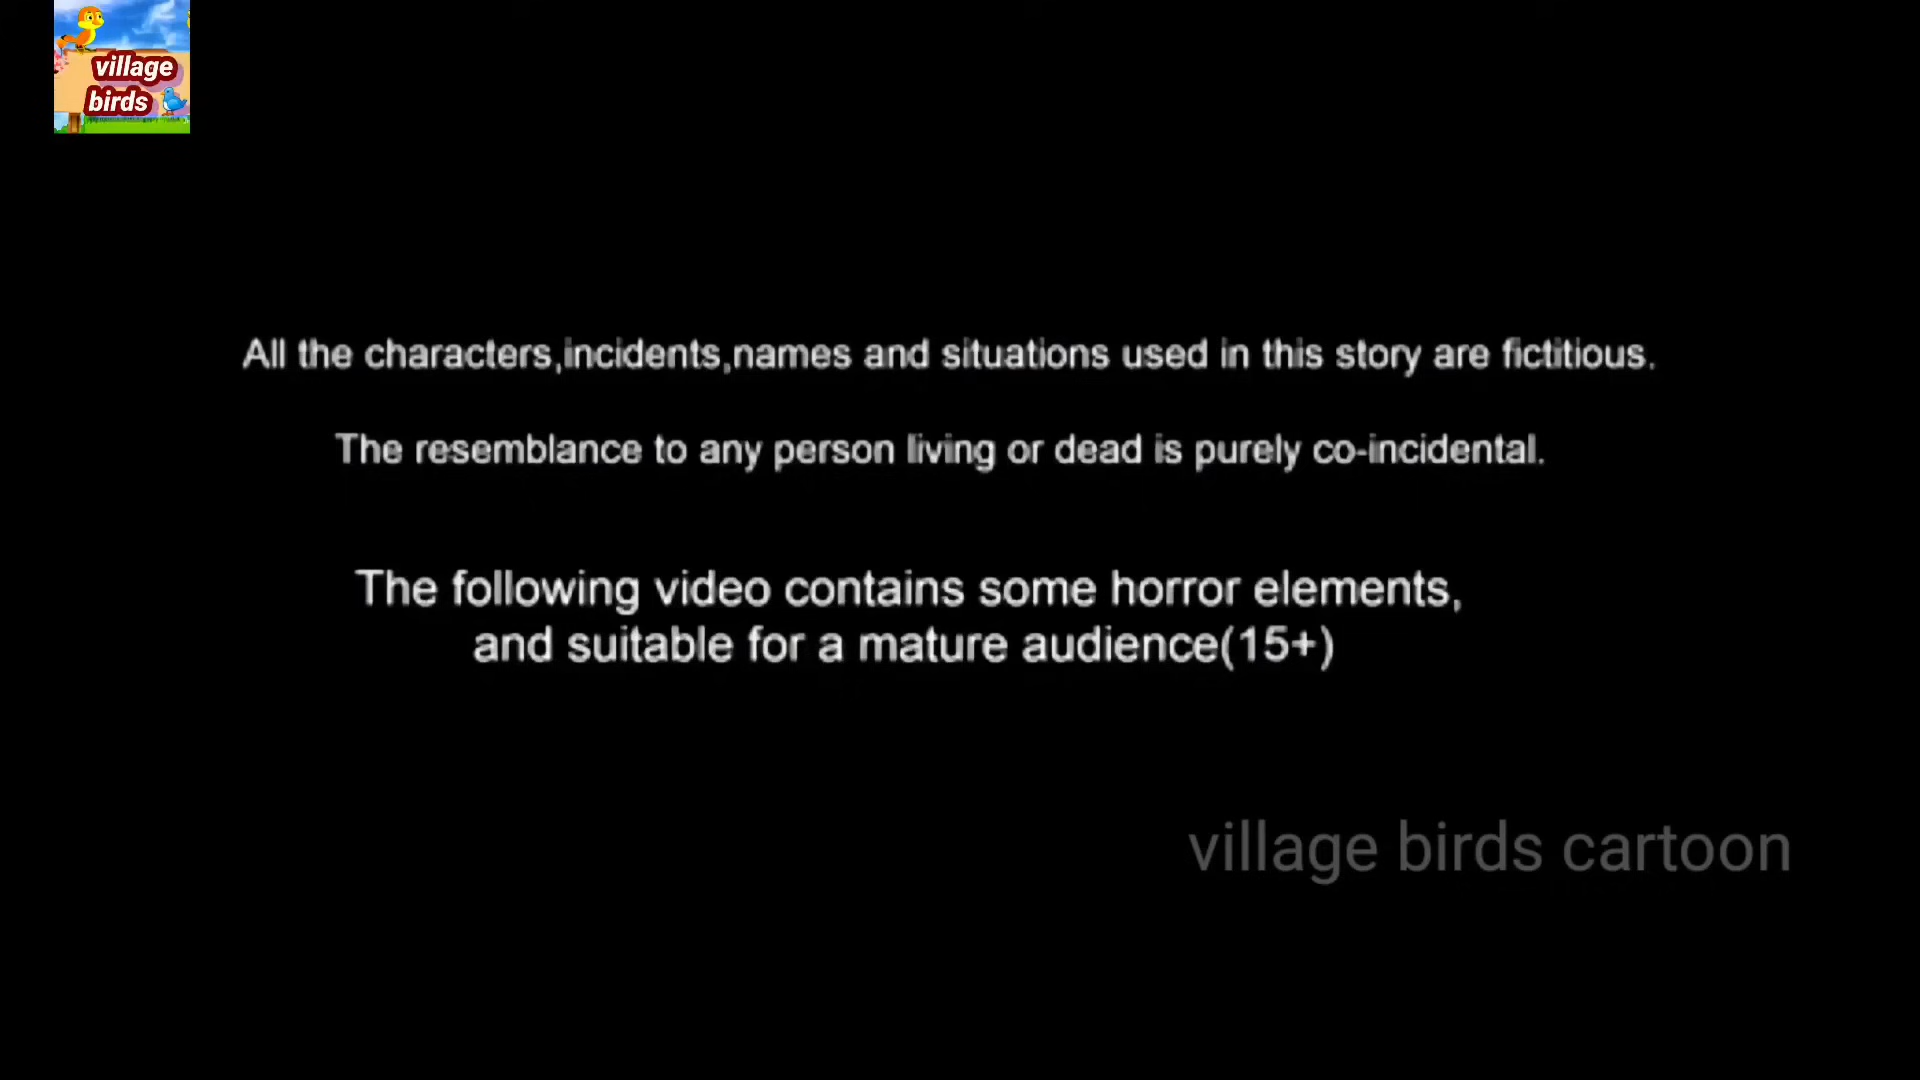 village
birds
All the characters,incidents,names and situations used in this story are fictitious.
The resemblance to any person living or dead is purely co-incidental.
The following video contains some horror elements,
and suitable for a mature audience(15+)
village birds cartoon